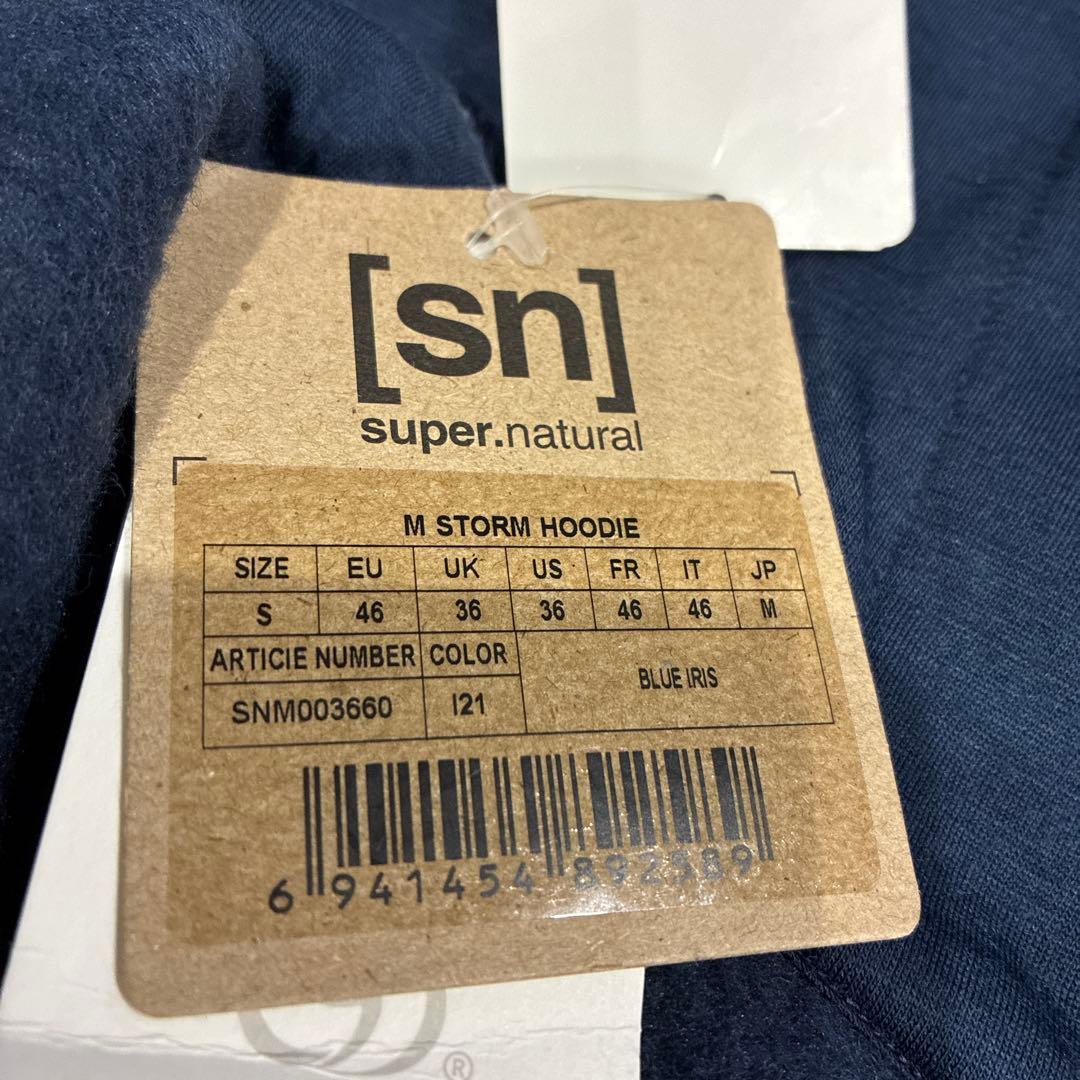 [sn]
super.natural
M STORM HOODIE
SIZE EU UK US FR IT JP
S 46 36 36 46 46 M
ARTICIE NUMBER COLOR BLUE IRIS
SNM003660 I21
6 941454 892589
®